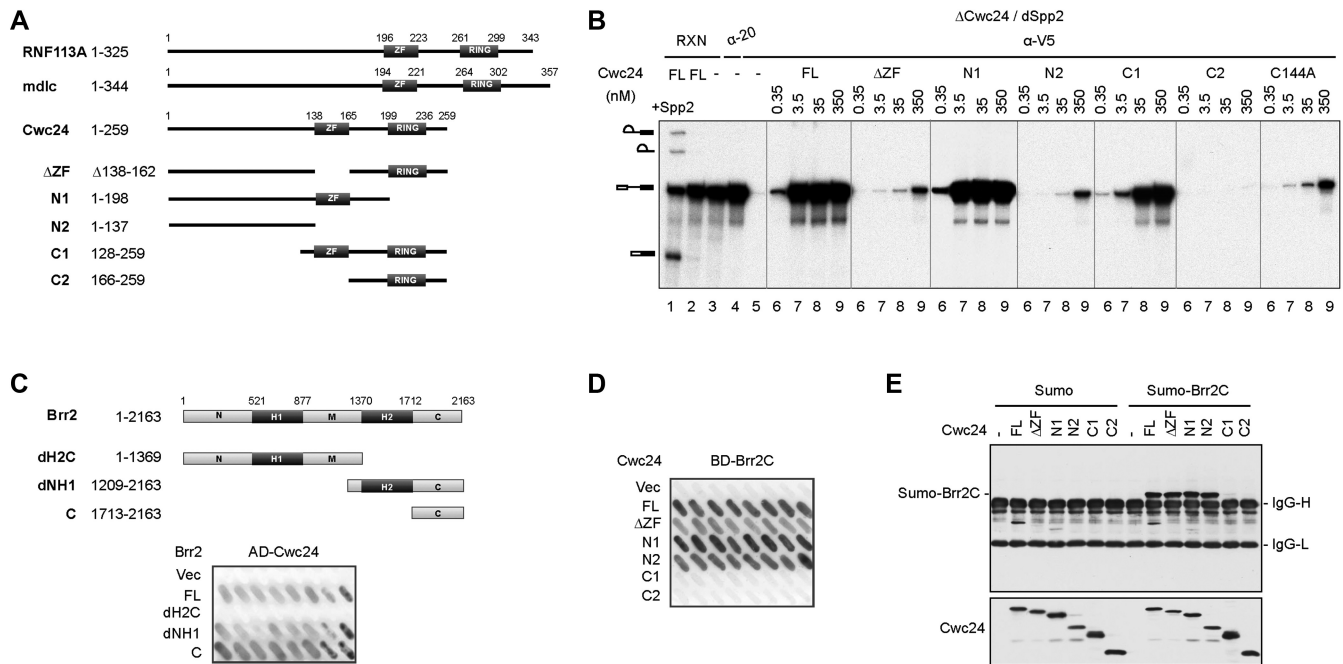 A
1 196 223 261 299 343
RNF113A 1-325 ZF RING
1 194 221 264 302 357
mdlc 1-344 ZF RING
1 138 165 199 236 259
Cwc24 1-259 ZF RING
ΔZF Δ138-162 RING
N1 1-198 ZF
N2 1-137
C1 128-259 ZF RING
C2 166-259 RING
B
ΔCwc24 / dSpp2
RXN α-20 α-V5
Cwc24 FL FL - - - FL ΔZF N1 N2 C1 C2 C144A
(nM) 0.35 3.5 35 350 0.35 3.5 35 350 0.35 3.5 35 350 0.35 3.5 35 350 0.35 3.5 35 350 0.35 3.5 35 350 0.35 3.5 35 350
+Spp2
1 2 3 4 5 6 7 8 9 6 7 8 9 6 7 8 9 6 7 8 9 6 7 8 9 6 7 8 9 6 7 8 9
C
1 521 877 1370 1712 2163
Brr2 1-2163 N H1 M H2 C
dH2C 1-1369 N H1 M
dNH1 1209-2163 H2 C
C 1713-2163 C
Brr2 AD-Cwc24
Vec
FL
dH2C
dNH1
C
D
Cwc24 BD-Brr2C
Vec
FL
ΔZF
N1
N2
C1
C2
E
Sumo Sumo-Brr2C
Cwc24 - FL ΔZF N1 N2 C1 C2 - FL ΔZF N1 N2 C1 C2
Sumo-Brr2C -
- IgG-H
- IgG-L
Cwc24